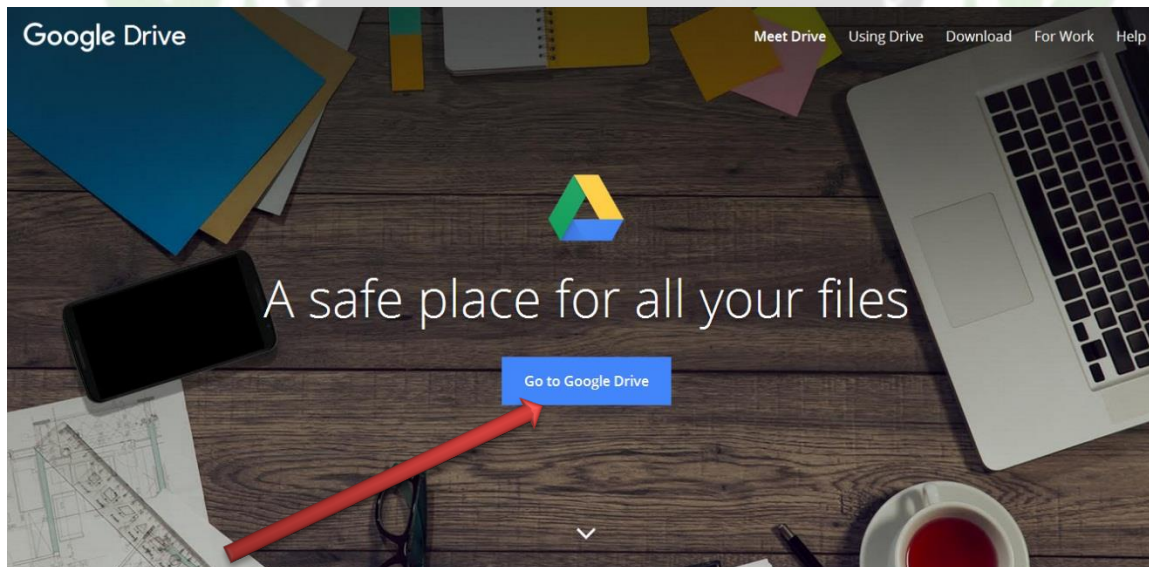 Google Drive
Meet Drive Using Drive Download For Work Help
A safe place for all your files
Go to Google Drive